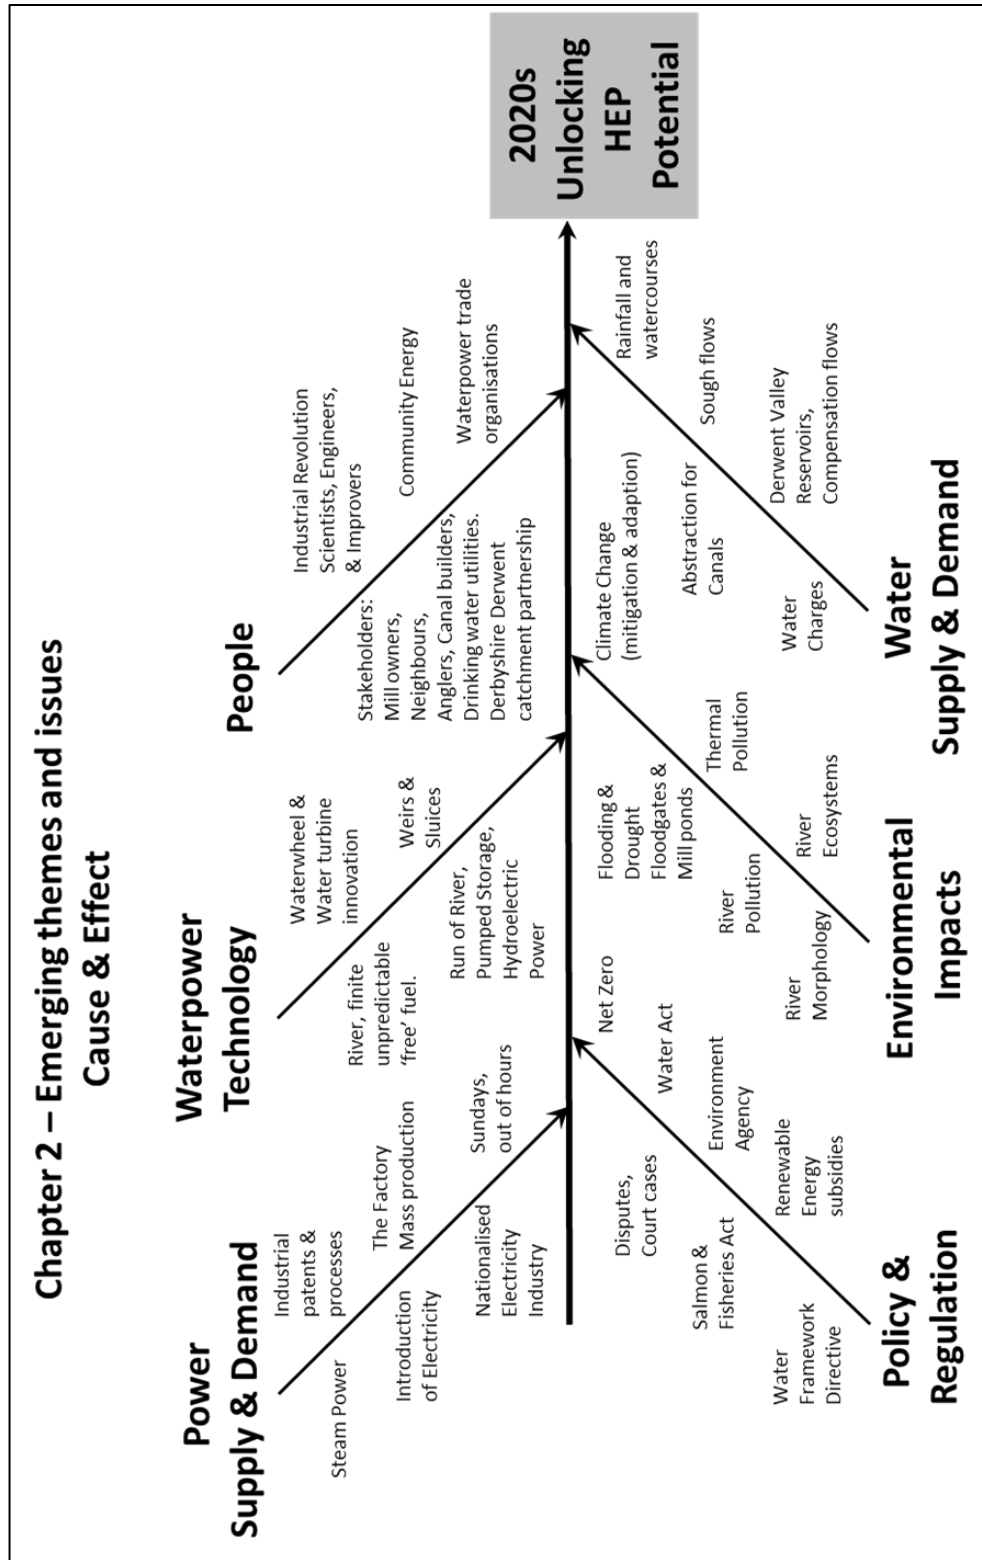 Chapter 2 – Emerging themes and issues
Cause & Effect
Power
Supply & Demand
Industrial
patents &
processes
Steam Power
The Factory
Mass production
Introduction
of Electricity
Sundays,
out of hours
Nationalised
Electricity
Industry
Waterpower
Technology
Waterwheel &
Water turbine
innovation
River, finite
unpredictable
‘free’ fuel.
Weirs &
Sluices
Run of River,
Pumped Storage,
Hydroelectric
Power
People
Industrial Revolution
Scientists, Engineers,
& Improvers
Stakeholders:
Mill owners,
Neighbours,
Anglers, Canal builders,
Drinking water utilities.
Derbyshire Derwent
catchment partnership
Community Energy
Waterpower trade
organisations
2020s
Unlocking
HEP
Potential
Net Zero
Disputes,
Court cases
Water Act
Salmon &
Fisheries Act
Environment
Agency
Water
Framework
Directive
Renewable
Energy
subsidies
Policy &
Regulation
Climate Change
(mitigation & adaption)
Flooding &
Drought
Floodgates &
Mill ponds
Thermal
Pollution
River
Pollution
River
Ecosystems
River
Morphology
Environmental
Impacts
Rainfall and
watercourses
Abstraction for
Canals
Sough flows
Water
Charges
Derwent Valley
Reservoirs,
Compensation flows
Water
Supply & Demand